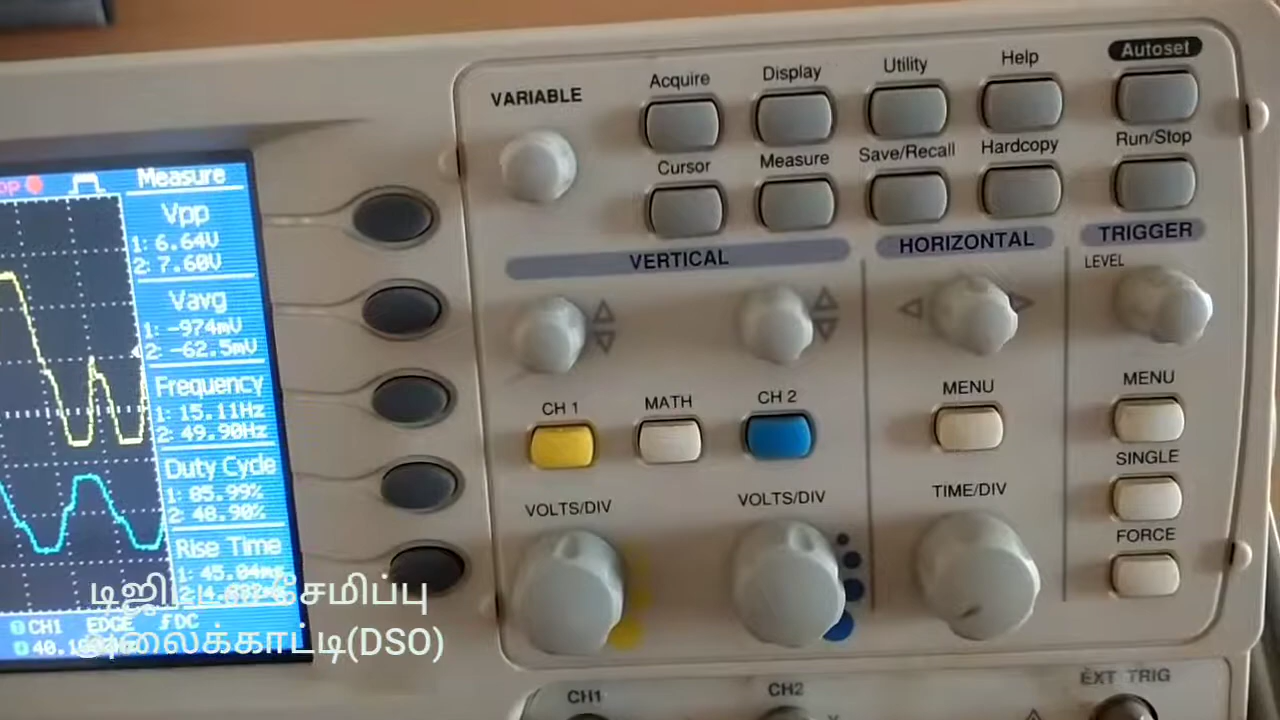 Autoset
Help
Utility
Display
Acquire
VARIABLE
Run/Stop
Hardcopy
Save/Recall
Measure
Cursor
Measure
Vpp
1: 6.64V
2: 7.60V
Vavg
1: -974mV
2: -62.5mV
Frequency
1: 15.11Hz
2: 49.90Hz
Duty Cycle
1: 85.99%
2: 48.90%
Rise Time
1: 45.04ms
CH1 EDGE DC
VERTICAL
HORIZONTAL
TRIGGER
LEVEL
CH 1
MATH
CH 2
MENU
MENU
SINGLE
VOLTS/DIV
VOLTS/DIV
TIME/DIV
FORCE
சேமிப்பு
அலைக்காட்டி(DSO)
CH1
CH2
EXT TRIG